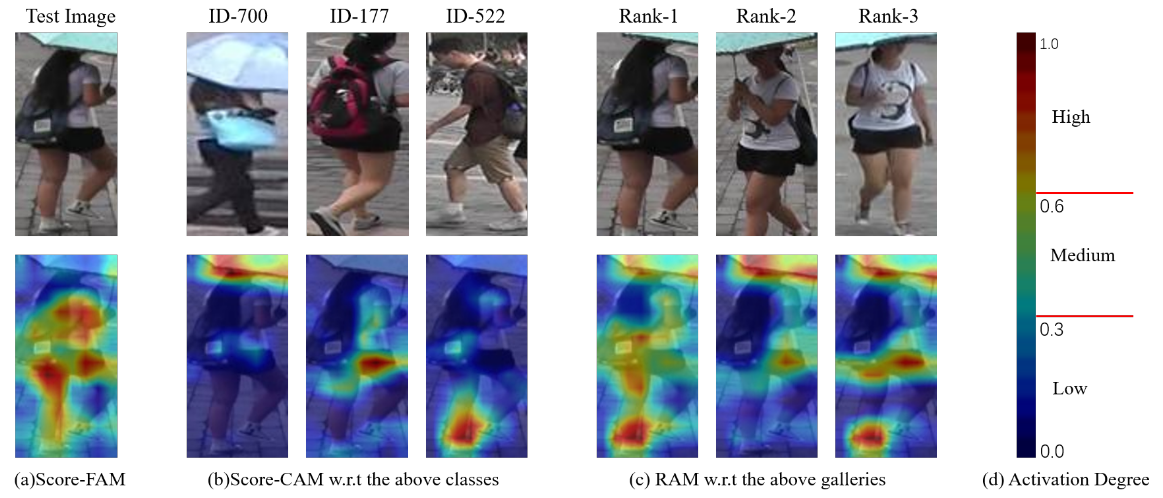 Test Image
ID-700
ID-177
ID-522
Rank-1
Rank-2
Rank-3
1.0
High
0.6
Medium
0.3
Low
0.0
(a)Score-FAM
(b)Score-CAM w.r.t the above classes
(c) RAM w.r.t the above galleries
(d) Activation Degree